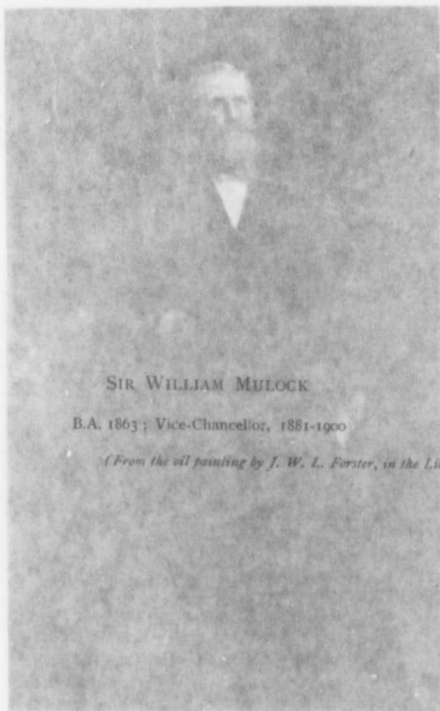 SIR WILLIAM MULOCK
B.A. 1863; Vice-Chancellor, 1881-1900
(From the oil painting by J. W. L. Forster, in the